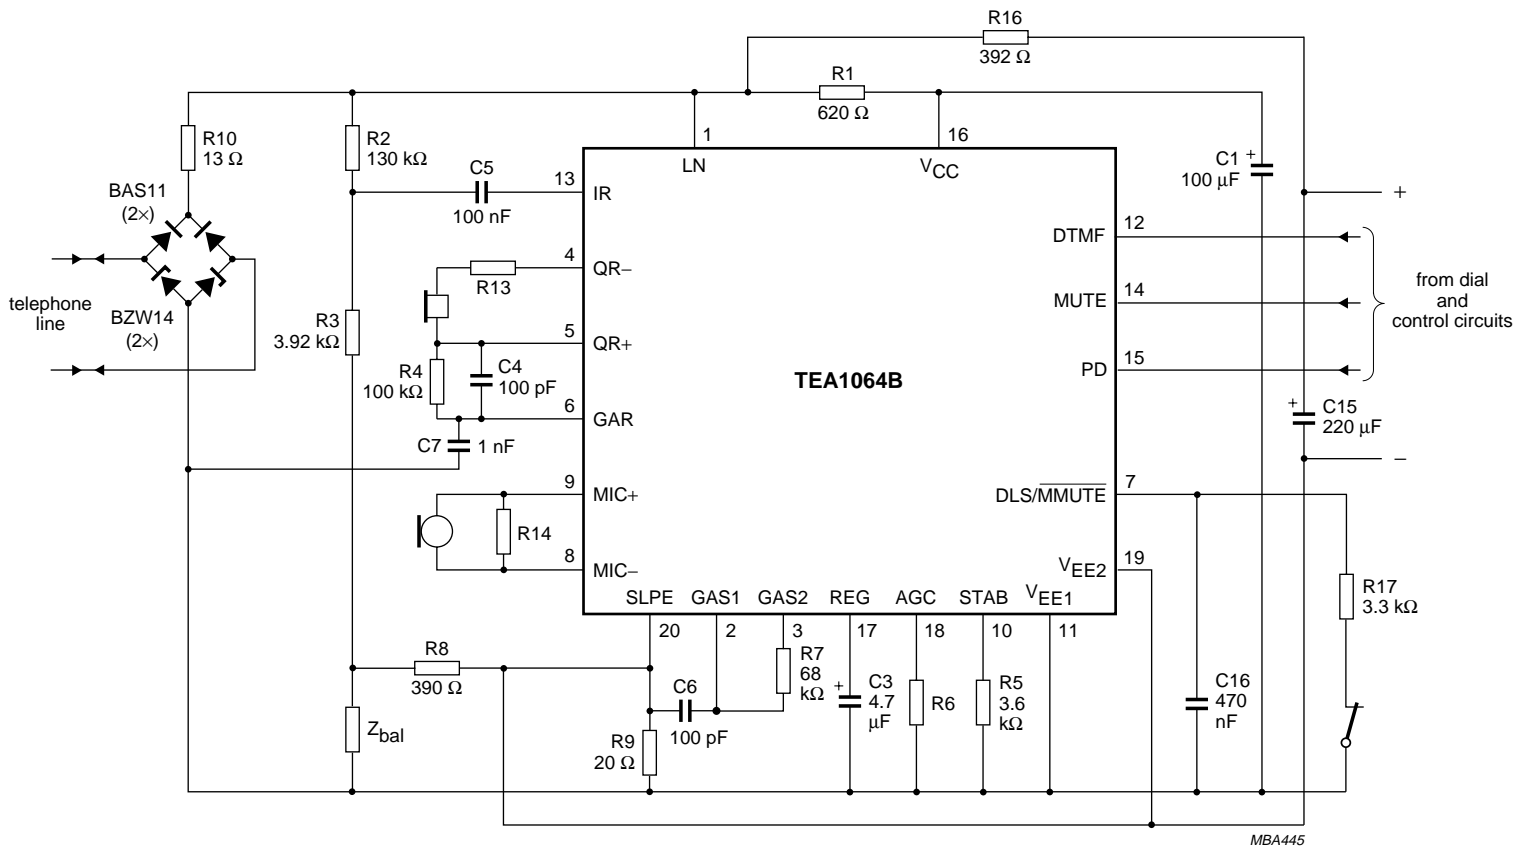 R16
392 Ω
R1
620 Ω
R10
13 Ω
R2
130 kΩ
1
16
LN
VCC
C1
+
100 μF
C5
100 nF
13
IR
BAS11
(2×)
+
12
DTMF
4
QR−
R13
telephone
line
BZW14
(2×)
14
MUTE
from dial
and
control circuits
R3
3.92 kΩ
5
QR+
15
PD
R4
100 kΩ
C4
100 pF
TEA1064B
6
GAR
C7
1 nF
+
C15
220 μF
−
9
MIC+
7
DLS/MMUTE
R14
8
MIC−
19
VEE2
R17
3.3 kΩ
SLPE
GAS1
GAS2
REG
AGC
STAB
VEE1
20
2
3
17
18
10
11
R8
390 Ω
R7
68
kΩ
C6
100 pF
+
C3
4.7
μF
R6
R5
3.6
kΩ
C16
470
nF
Zbal
R9
20 Ω
MBA445